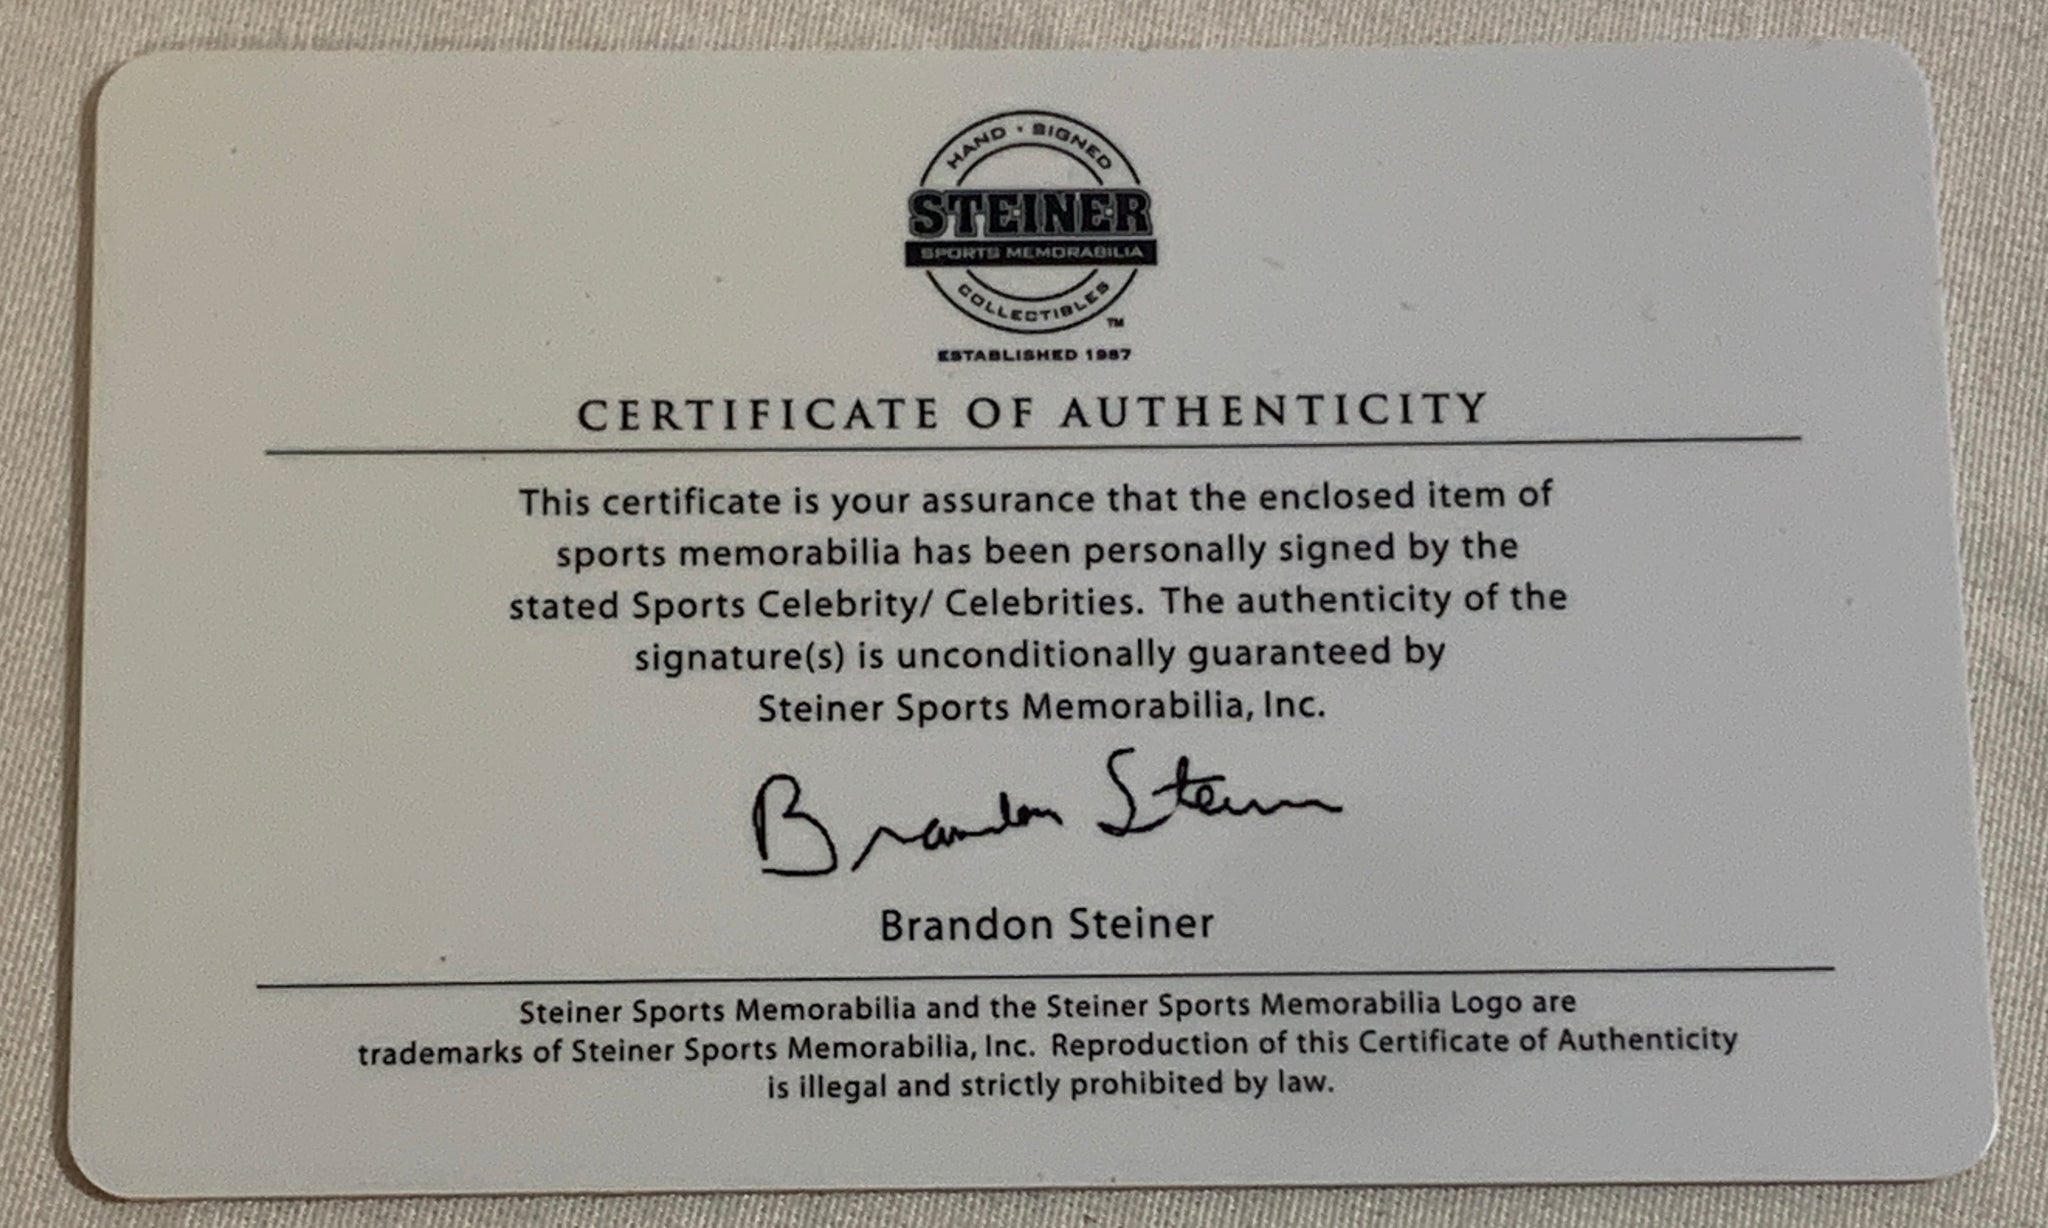 HAND · SIGNED
STEINER
SPORTS MEMORABILIA
COLLECTIBLES
TM
ESTABLISHED 1987
CERTIFICATE OF AUTHENTICITY
This certificate is your assurance that the enclosed item of
sports memorabilia has been personally signed by the
stated Sports Celebrity/ Celebrities. The authenticity of the
signature(s) is unconditionally guaranteed by
Steiner Sports Memorabilia, Inc.
Brandon Steiner
Brandon Steiner
Steiner Sports Memorabilia and the Steiner Sports Memorabilia Logo are
trademarks of Steiner Sports Memorabilia, Inc. Reproduction of this Certificate of Authenticity
is illegal and strictly prohibited by law.